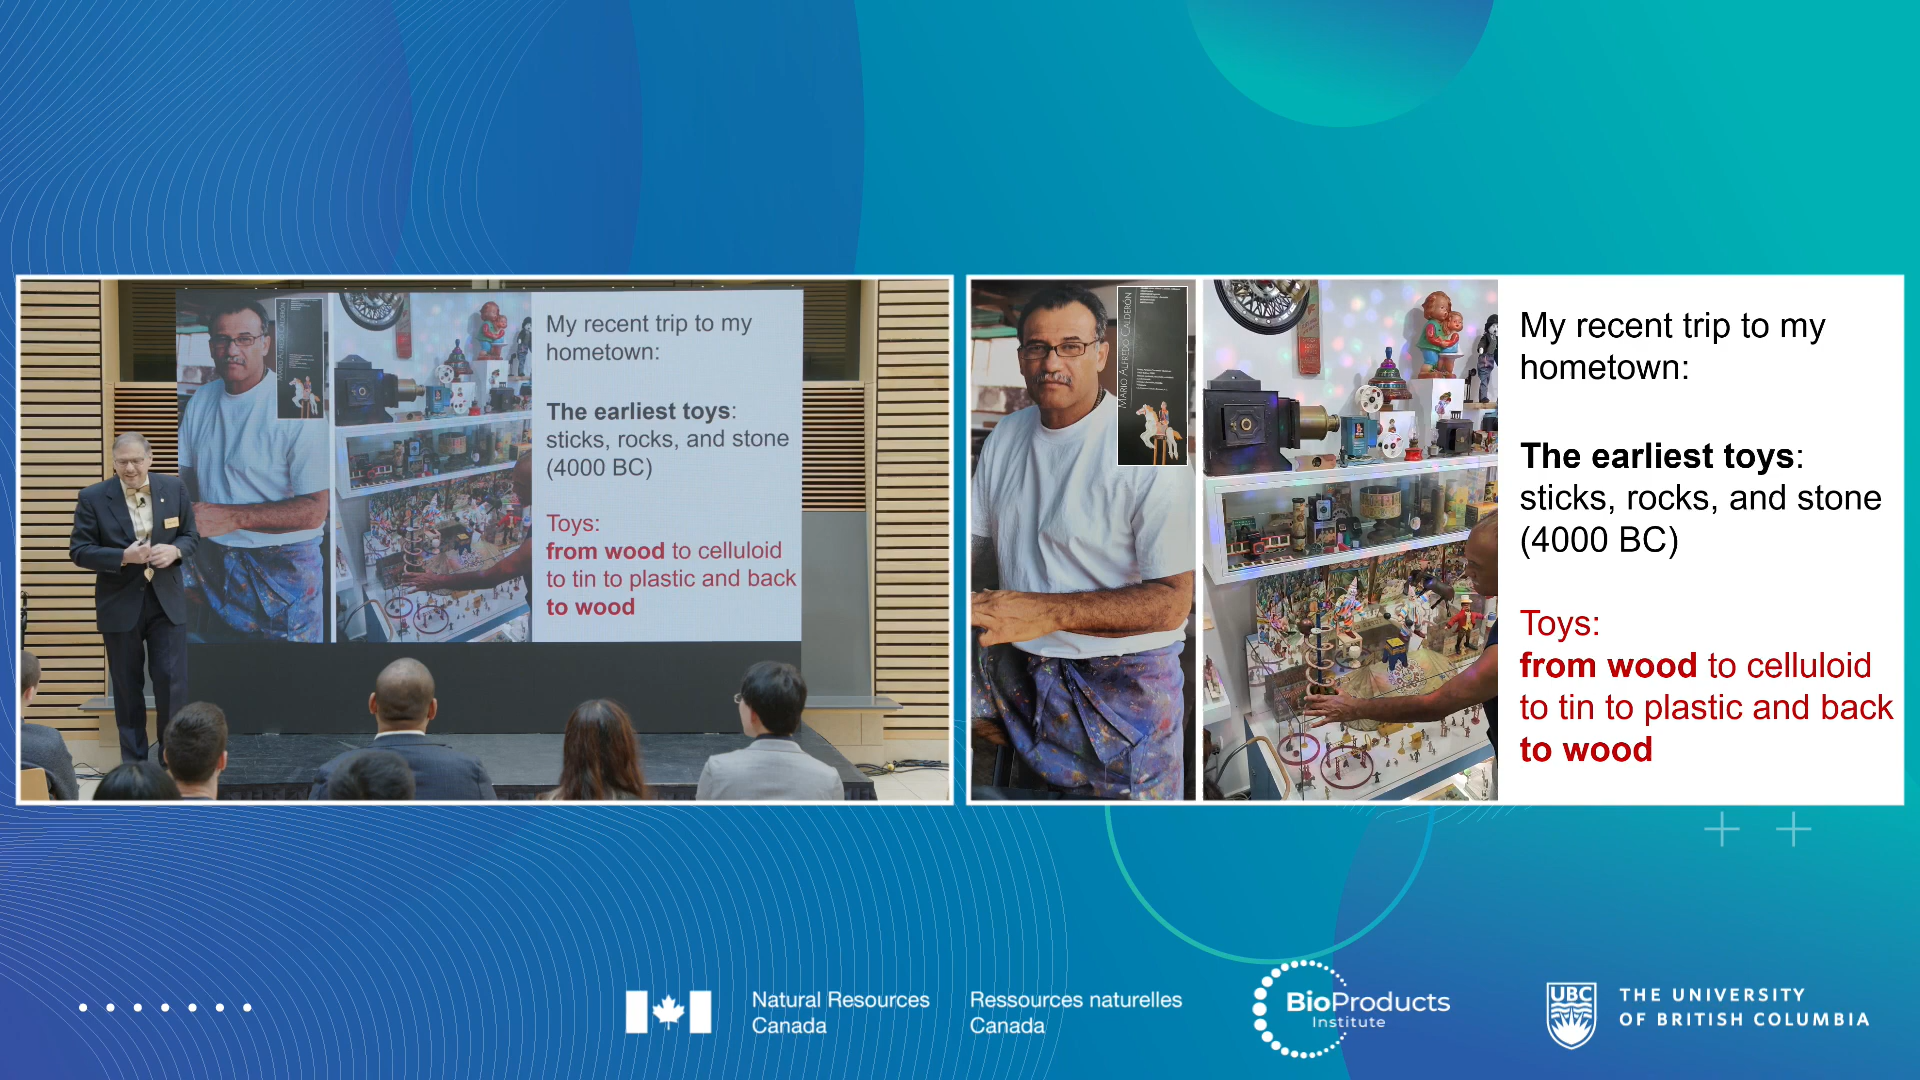 My recent trip to my
hometown:
The earliest toys:
sticks, rocks, and stone
(4000 BC)
Toys:
from wood to celluloid
to tin to plastic and back
to wood
MARIO ALFREDO CALDERÓN
My recent trip to my
hometown:
The earliest toys:
sticks, rocks, and stone
(4000 BC)
Toys:
from wood to celluloid
to tin to plastic and back
to wood
Natural Resources
Canada
Ressources naturelles
Canada
BioProducts
Institute
UBC
THE UNIVERSITY
OF BRITISH COLUMBIA